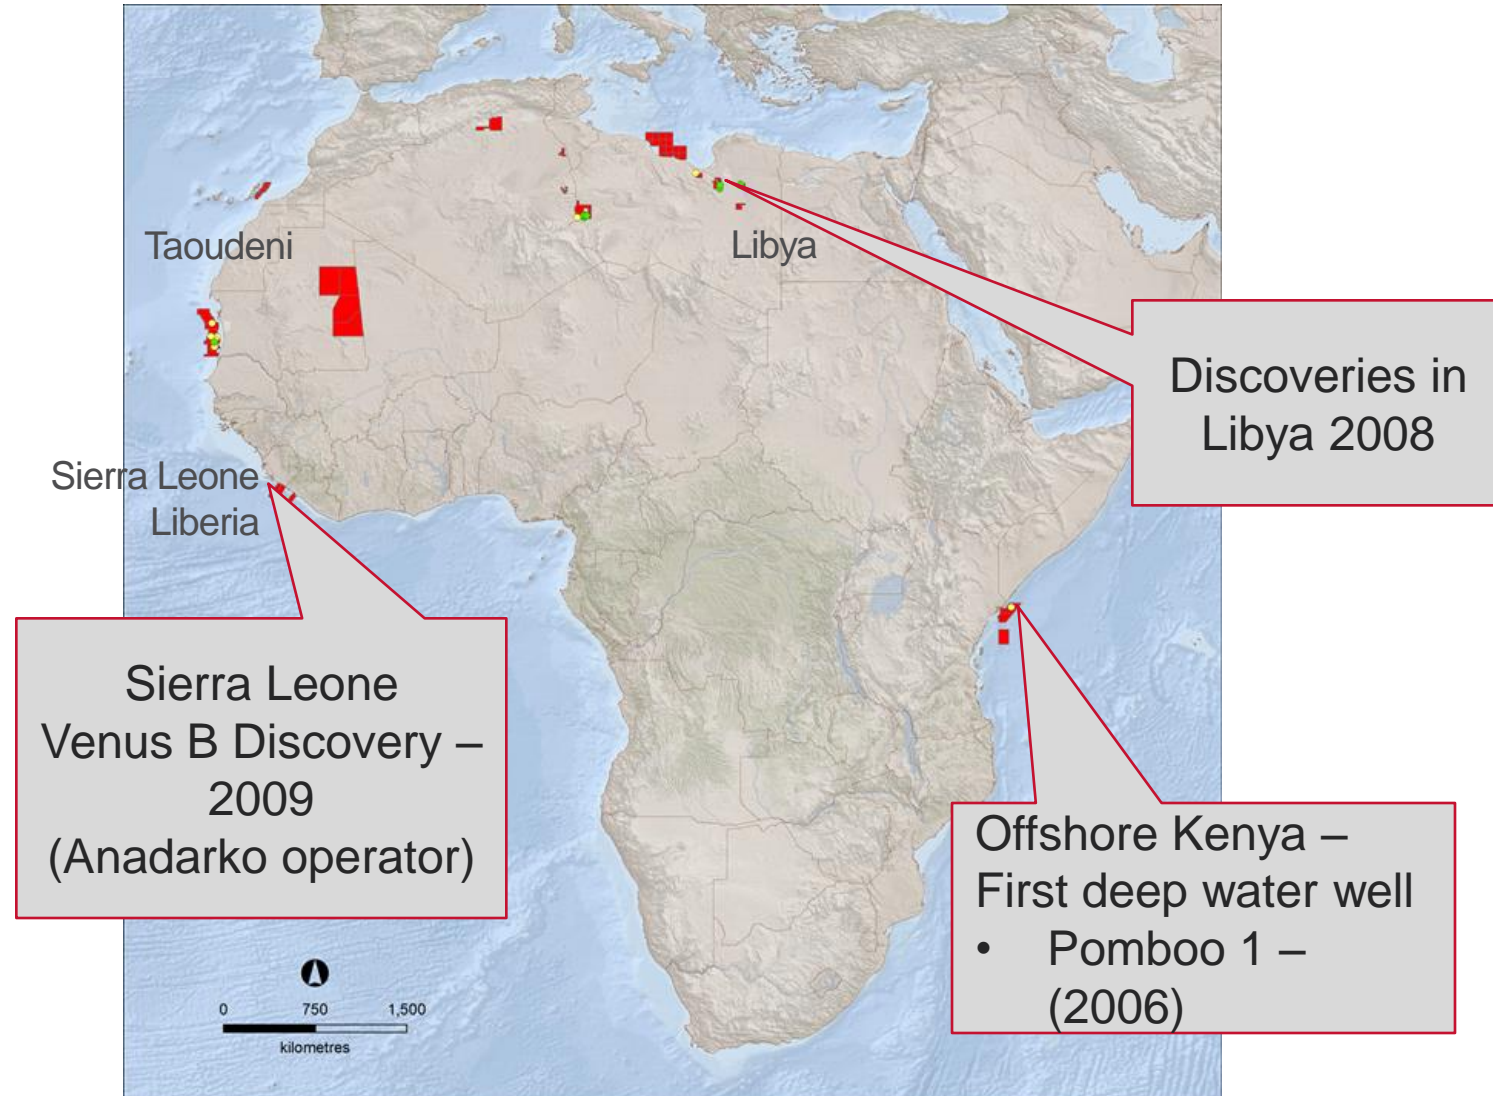 Taoudeni
Libya
Discoveries in
Libya 2008
Sierra Leone
Liberia
Sierra Leone
Venus B Discovery –
2009
(Anadarko operator)
Offshore Kenya –
First deep water well
• Pomboo 1 –
(2006)
0 750 1,500
kilometres